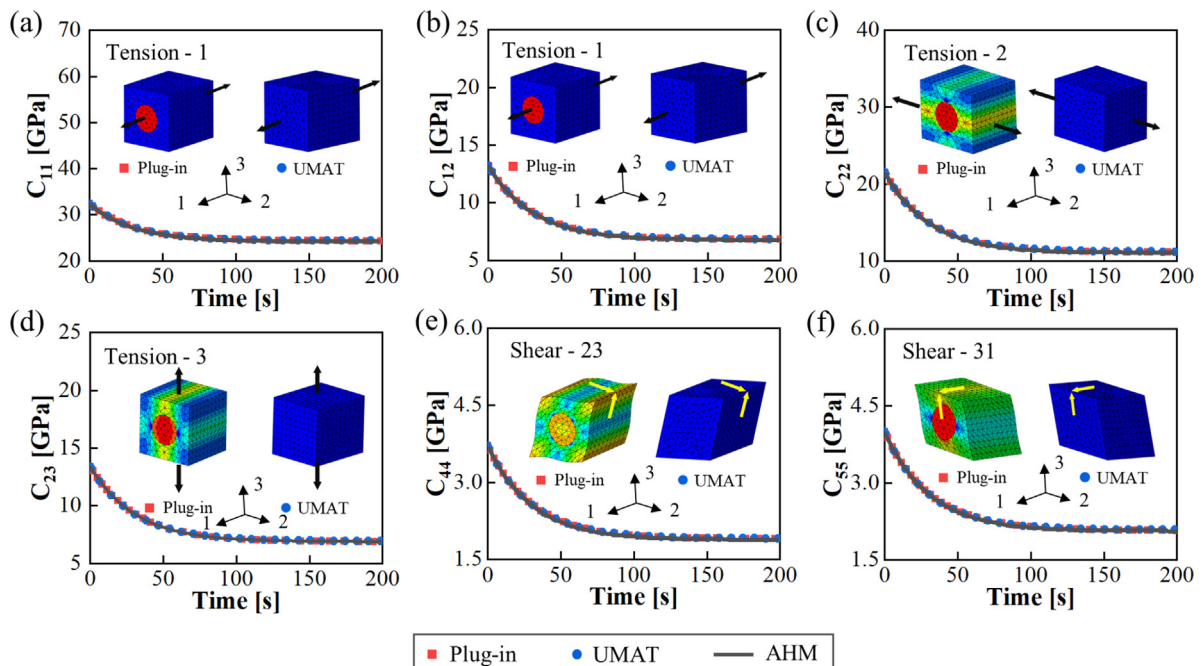 (a)
C11 [GPa]
70
60
50
40
30
20
Tension - 1
Plug-in
UMAT
3
1
2
0 50 100 150 200
Time [s]
(b)
C12 [GPa]
25
20
15
10
5
Tension - 1
Plug-in
UMAT
3
1
2
0 50 100 150 200
Time [s]
(c)
C22 [GPa]
40
30
20
10
Tension - 2
Plug-in
UMAT
3
1
2
0 50 100 150 200
Time [s]
(d)
C23 [GPa]
25
20
15
10
5
Tension - 3
Plug-in
UMAT
3
1
2
0 50 100 150 200
Time [s]
(e)
C44 [GPa]
6.0
4.5
3.0
1.5
Shear - 23
Plug-in
UMAT
3
1
2
0 50 100 150 200
Time [s]
(f)
C55 [GPa]
6.0
4.5
3.0
1.5
Shear - 31
Plug-in
UMAT
3
1
2
0 50 100 150 200
Time [s]
Plug-in UMAT AHM